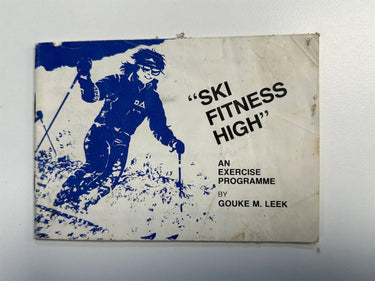 "SKI
FITNESS
HIGH"
AN
EXERCISE
PROGRAMME
BY
GOUKE M. LEEK